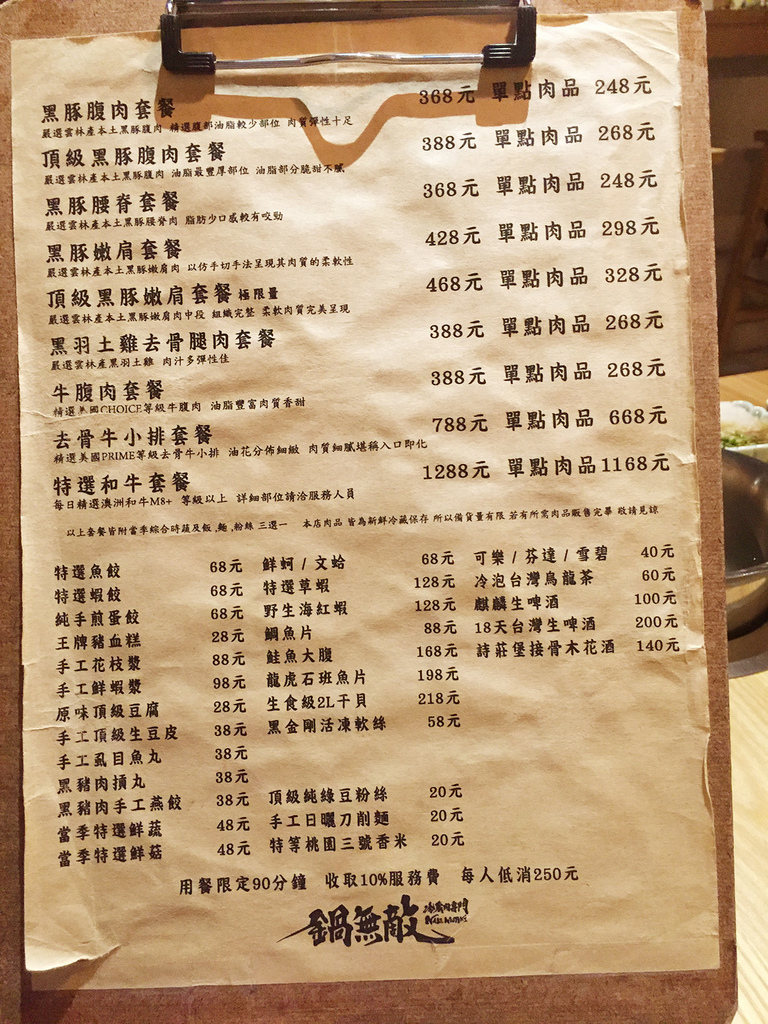 黑豚腹肉套餐 368元 單點肉品 248元
嚴選雲林產本土黑豚腹肉 精選腹部油脂較少部位 肉質彈性十足
頂級黑豚腹肉套餐 388元 單點肉品 268元
嚴選雲林產本土黑豚腹肉 油脂最豐厚部位 油脂部分脆甜不膩
黑豚腰脊套餐 368元 單點肉品 248元
嚴選雲林產本土黑豚腰脊肉 脂肪少口感較有咬勁
黑豚嫩肩套餐 428元 單點肉品 298元
嚴選雲林產本土黑豚嫩肩肉 以仿手切手法呈現其肉質的柔軟性
頂級黑豚嫩肩套餐 極限量 468元 單點肉品 328元
嚴選雲林產本土黑豚嫩肩肉中段 組織完整 柔軟肉質完美呈現
黑羽土雞去骨腿肉套餐 388元 單點肉品 268元
嚴選雲林產黑羽土雞 肉汁多彈性佳
牛腹肉套餐 388元 單點肉品 268元
精選美國CHOICE等級牛腹肉 油脂豐富肉質香甜
去骨牛小排套餐 788元 單點肉品 668元
精選美國PRIME等級去骨牛小排 油花分佈細緻 肉質細膩堪稱入口即化
特選和牛套餐 1288元 單點肉品1168元
每日精選澳洲和牛M8+ 等級以上 詳細部位請洽服務人員
以上套餐皆附當季綜合時蔬及飯,麵,粉絲 三選一 本店肉品 皆為新鮮冷藏保存 所以備貨量有限 若有所需肉品販售完畢 敬請見諒
特選魚餃 68元
特選蝦餃 68元
純手煎蛋餃 68元
王牌豬血糕 28元
手工花枝漿 88元
手工鮮蝦漿 98元
原味頂級豆腐 28元
手工頂級生豆皮 38元
手工虱目魚丸 38元
黑豬肉摃丸 38元
黑豬肉手工燕餃 38元
當季特選鮮蔬 48元
當季特選鮮菇 48元
鮮蚵 / 文蛤 68元
特選草蝦 128元
野生海紅蝦 128元
鯛魚片 88元
鮭魚大腹 168元
龍虎石班魚片 198元
生食級2L干貝 218元
黑金剛活凍軟絲 58元
頂級純綠豆粉絲 20元
手工日曬刀削麵 20元
特等桃園三號香米 20元
可樂 / 芬達 / 雪碧 40元
冷泡台灣烏龍茶 60元
麒麟生啤酒 100元
18天台灣生啤酒 200元
詩莊堡接骨木花酒 140元
用餐限定90分鐘 收取10%服務費 每人低消250元
鍋無敵